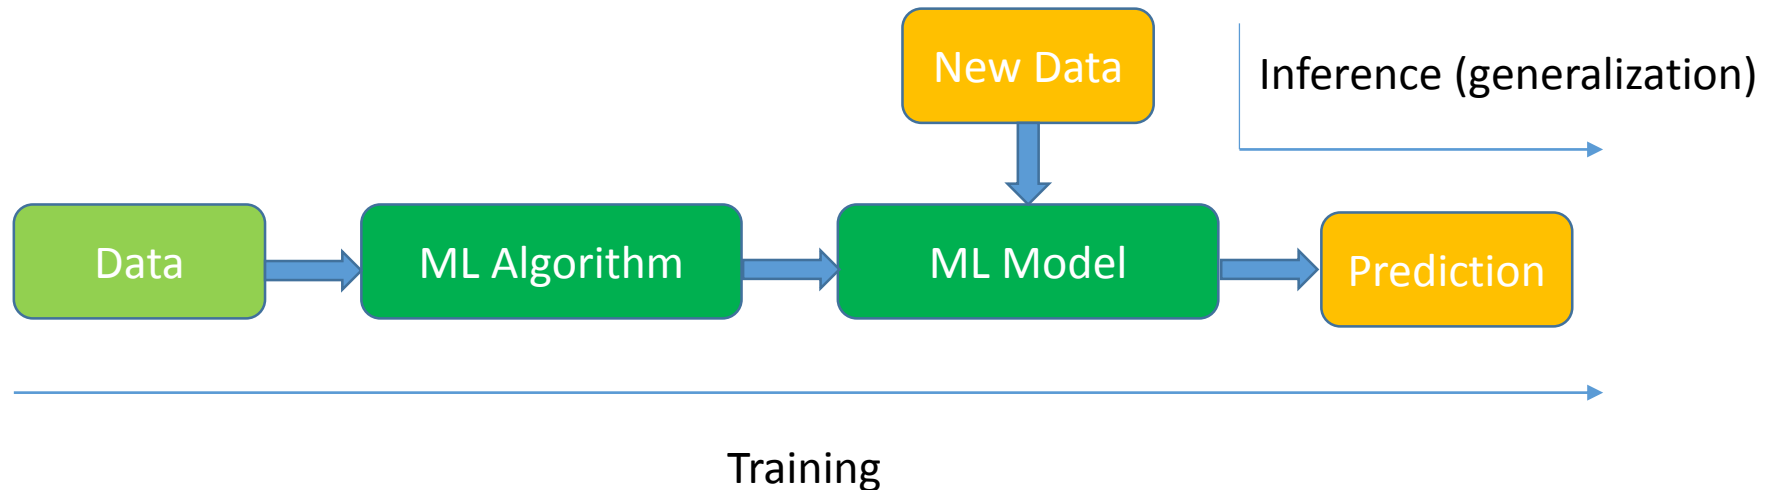 New Data
Inference (generalization)
Data
ML Algorithm
ML Model
Prediction
Training